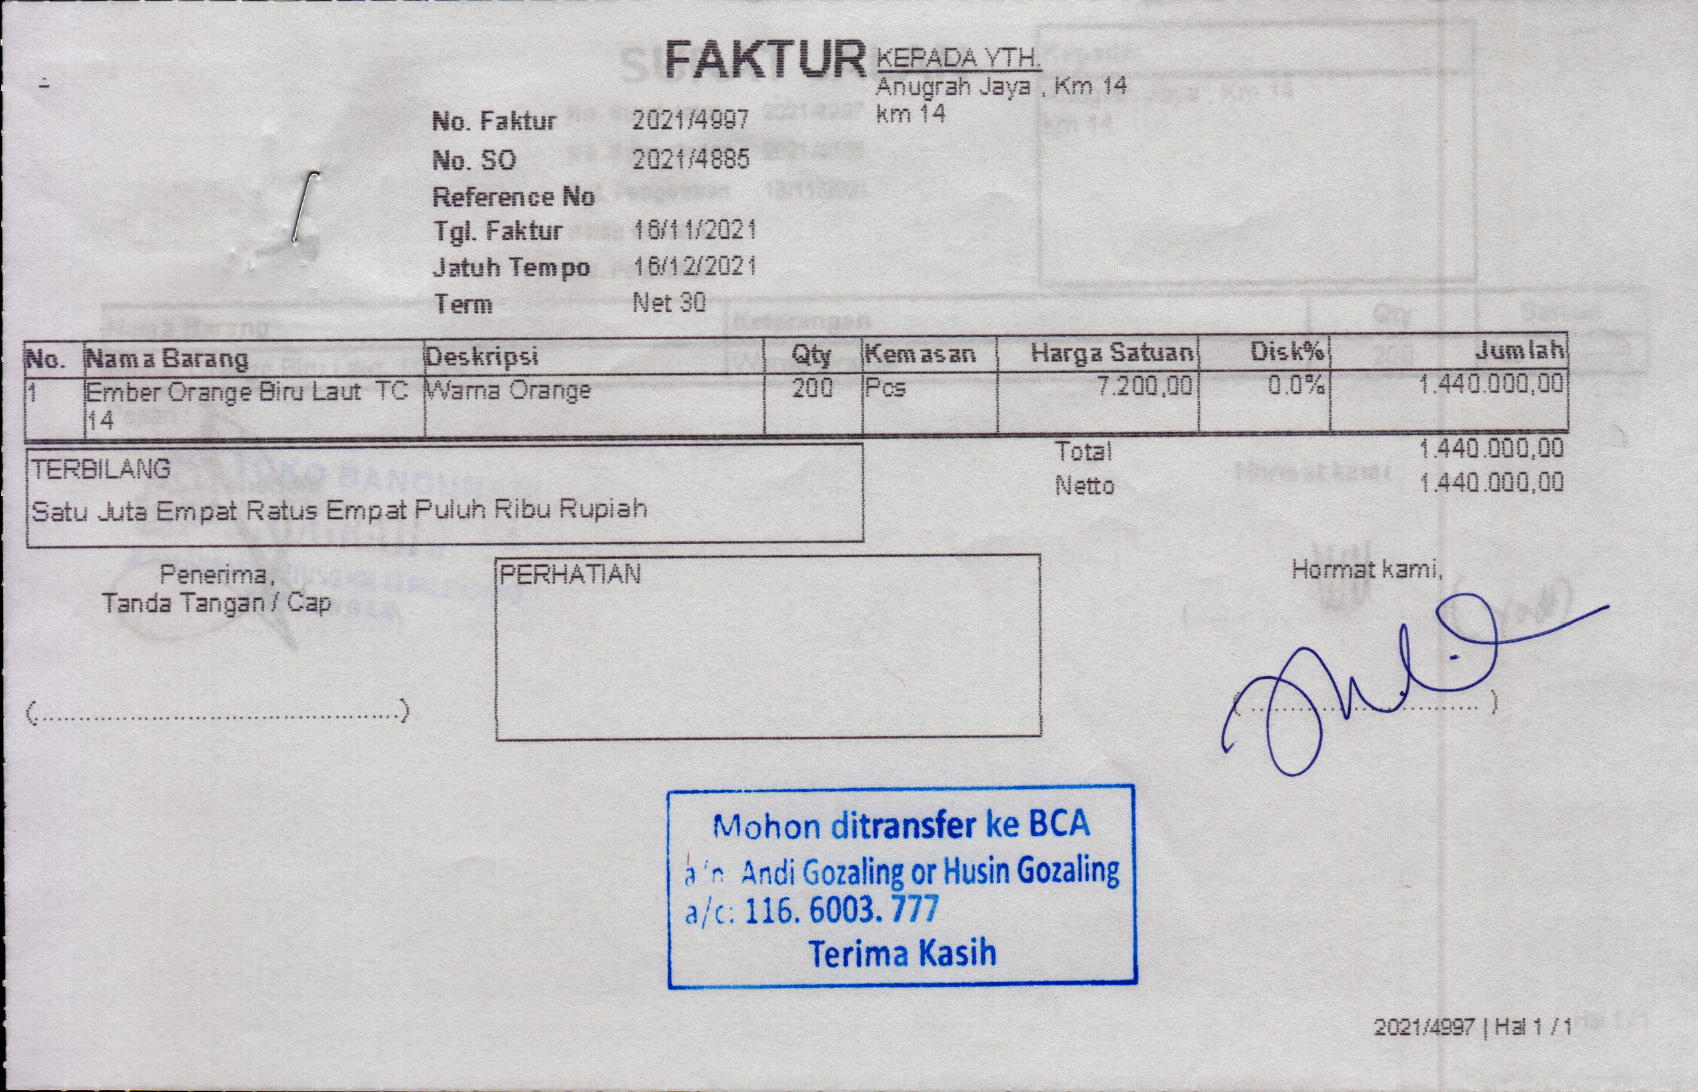 FAKTUR
KEPADA YTH.
Anugrah Jaya , Km 14
km 14
No. Faktur 2021/4997
No. SO 2021/4885
Reference No
Tgl. Faktur 16/11/2021
Jatuh Tempo 16/12/2021
Term Net 30
No. Nama Barang Deskripsi Qty Kemasan Harga Satuan Disk% Jumlah
1 Ember Orange Biru Laut TC Warna Orange 200 Pcs 7.200,00 0.0% 1.440.000,00
14
Total 1.440.000,00
Netto 1.440.000,00
TERBILANG
Satu Juta Empat Ratus Empat Puluh Ribu Rupiah
Penerima,
Tanda Tangan / Cap
PERHATIAN
Hormat kami,
Mohon ditransfer ke BCA
a/n Andi Gozaling or Husin Gozaling
a/c: 116. 6003. 777
Terima Kasih
2021/4997 | Hal 1 / 1